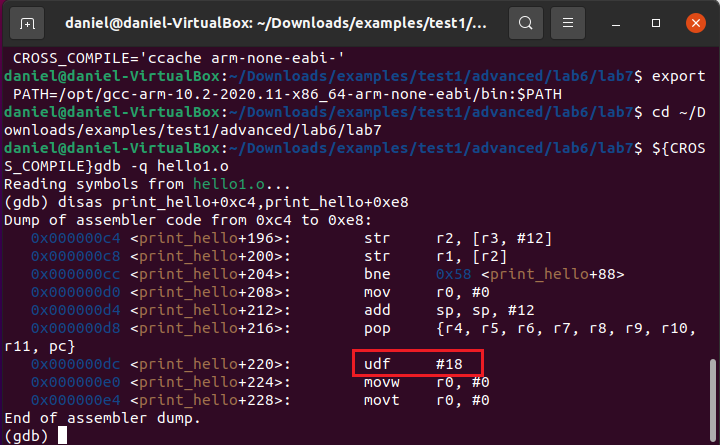 daniel@daniel-VirtualBox: ~/Downloads/examples/test1/...
CROSS_COMPILE='ccache arm-none-eabi-'
daniel@daniel-VirtualBox:~/Downloads/examples/test1/advanced/lab6/lab7$ export
PATH=/opt/gcc-arm-10.2-2020.11-x86_64-arm-none-eabi/bin:$PATH
daniel@daniel-VirtualBox:~/Downloads/examples/test1/advanced/lab6/lab7$ cd ~/D
ownloads/examples/test1/advanced/lab6/lab7
daniel@daniel-VirtualBox:~/Downloads/examples/test1/advanced/lab6/lab7$ ${CROS
S_COMPILE}gdb -q hello1.o
Reading symbols from hello1.o...
(gdb) disas print_hello+0xc4,print_hello+0xe8
Dump of assembler code from 0xc4 to 0xe8:
0x000000c4 <print_hello+196>: str r2, [r3, #12]
0x000000c8 <print_hello+200>: str r1, [r2]
0x000000cc <print_hello+204>: bne 0x58 <print_hello+88>
0x000000d0 <print_hello+208>: mov r0, #0
0x000000d4 <print_hello+212>: add sp, sp, #12
0x000000d8 <print_hello+216>: pop {r4, r5, r6, r7, r8, r9, r10,
r11, pc}
0x000000dc <print_hello+220>: udf #18
0x000000e0 <print_hello+224>: movw r0, #0
0x000000e4 <print_hello+228>: movt r0, #0
End of assembler dump.
(gdb)